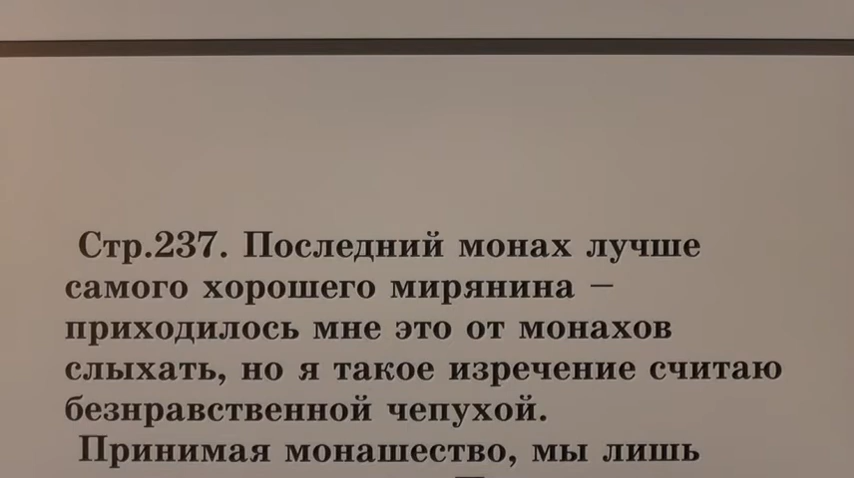 Стр.237. Последний монах лучше
самого хорошего мирянина –
приходилось мне это от монахов
слыхать, но я такое изречение считаю
безнравственной чепухой.
Принимая монашество, мы лишь